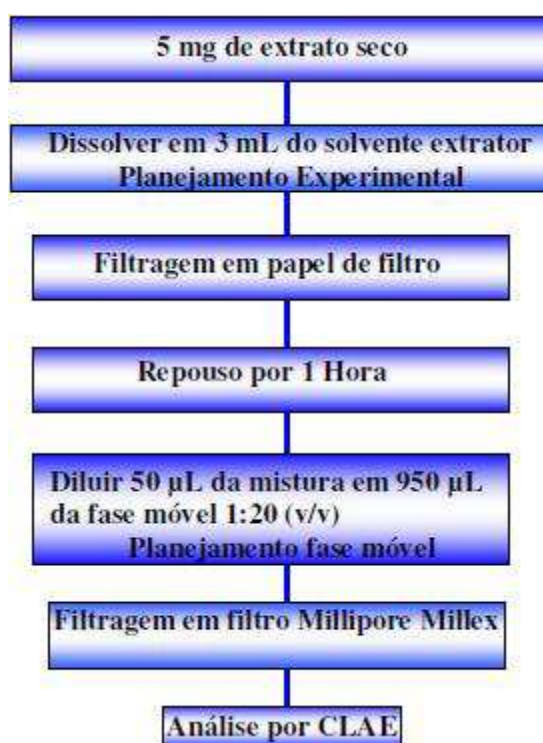 5 mg de extrato seco
Dissolver em 3 mL do solvente extrator
Planejamento Experimental
Filtragem em papel de filtro
Repouso por 1 Hora
Diluir 50 µL da mistura em 950 µL
da fase móvel 1:20 (v/v)
Planejamento fase móvel
Filtragem em filtro Millipore Millex
Análise por CLAE